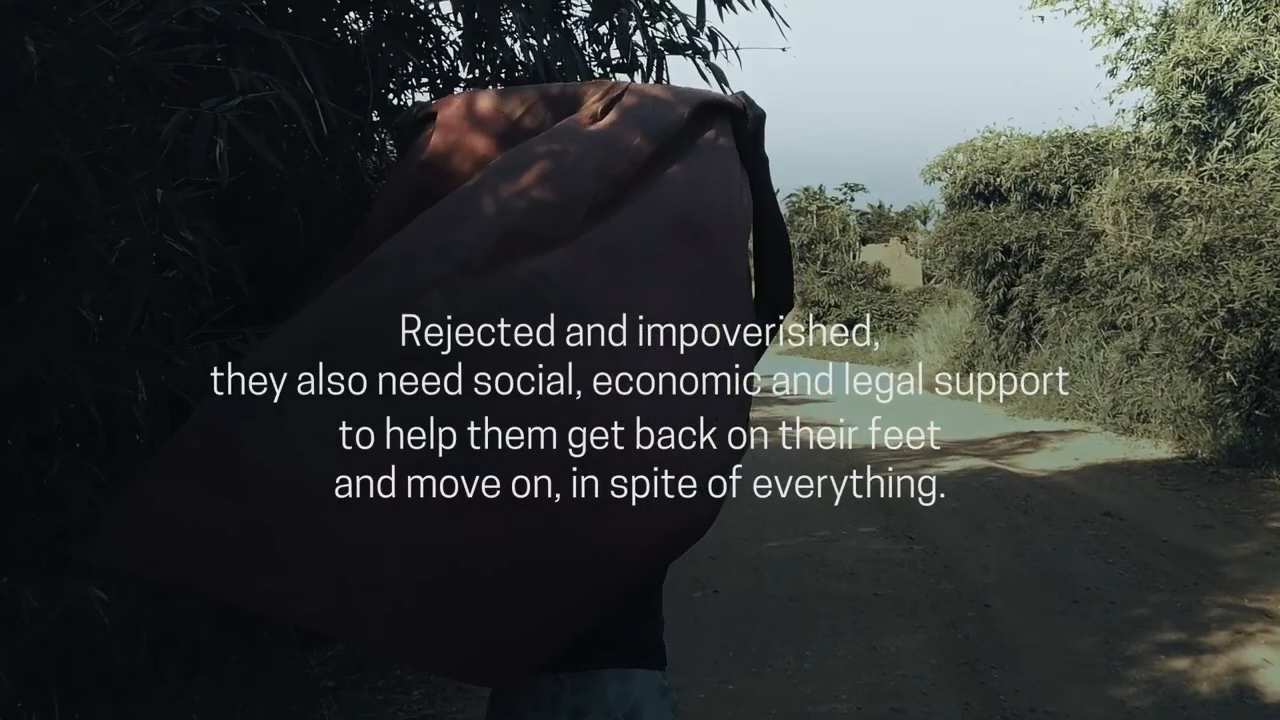 Rejected and impoverished,
they also need social, economic and legal support
to help them get back on their feet
and move on, in spite of everything.